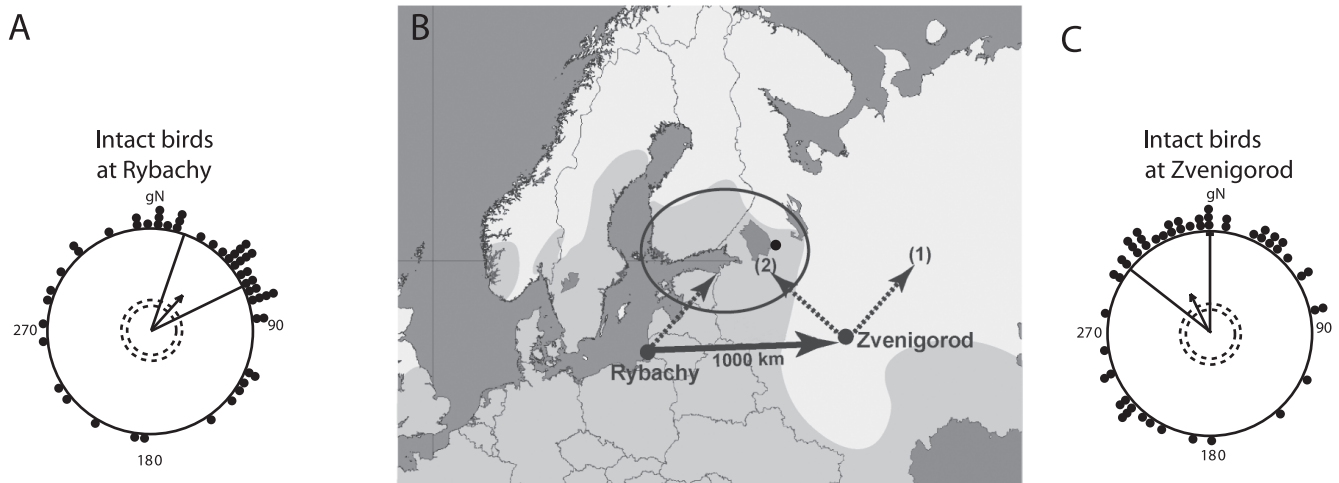 A
Intact birds
at Rybachy
gN
270
90
180
B
(1)
(2)
Zvenigorod
1000 km
Rybachy
C
Intact birds
at Zvenigorod
gN
270
90
180